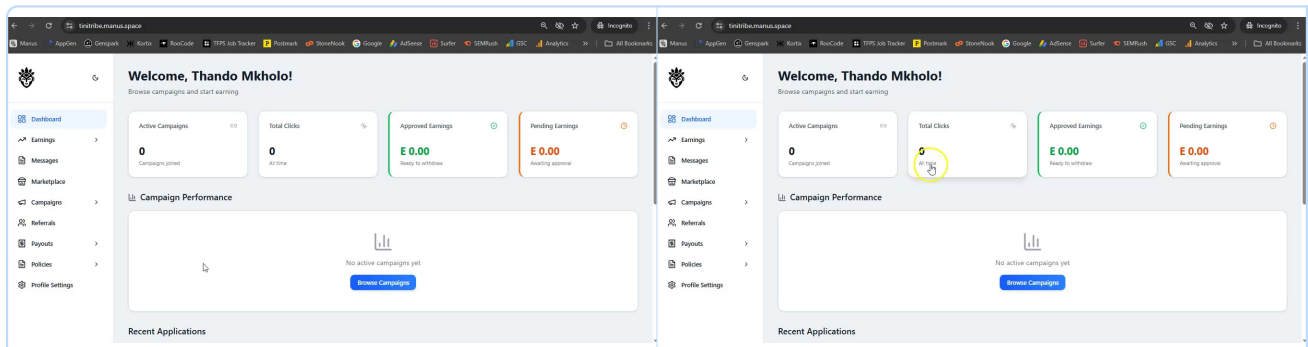 tinitribe.manus.space
Incognito
Manus AppGen Genspark Kortix RooCode TFPS Job Tracker Postmark StoreNook Google AdSense Surfer SEMRush GSC Analytics >> All Bookmarks
Welcome, Thando Mkholo!
Browse campaigns and start earning
Dashboard
Earnings
Messages
Marketplace
Campaigns
Referrals
Payouts
Policies
Profile Settings
Active Campaigns
0
Campaigns joined
Total Clicks
0
All time
Approved Earnings
E 0.00
Ready to withdraw
Pending Earnings
E 0.00
Awaiting approval
Campaign Performance
No active campaigns yet
Browse Campaigns
Recent Applications
tinitribe.manus.space
Incognito
Manus AppGen Genspark Kortix RooCode TFPS Job Tracker Postmark StoreNook Google AdSense Surfer SEMRush GSC Analytics >> All Bookmarks
Welcome, Thando Mkholo!
Browse campaigns and start earning
Dashboard
Earnings
Messages
Marketplace
Campaigns
Referrals
Payouts
Policies
Profile Settings
Active Campaigns
0
Campaigns joined
Total Clicks
0
All time
Approved Earnings
E 0.00
Ready to withdraw
Pending Earnings
E 0.00
Awaiting approval
Campaign Performance
No active campaigns yet
Browse Campaigns
Recent Applications